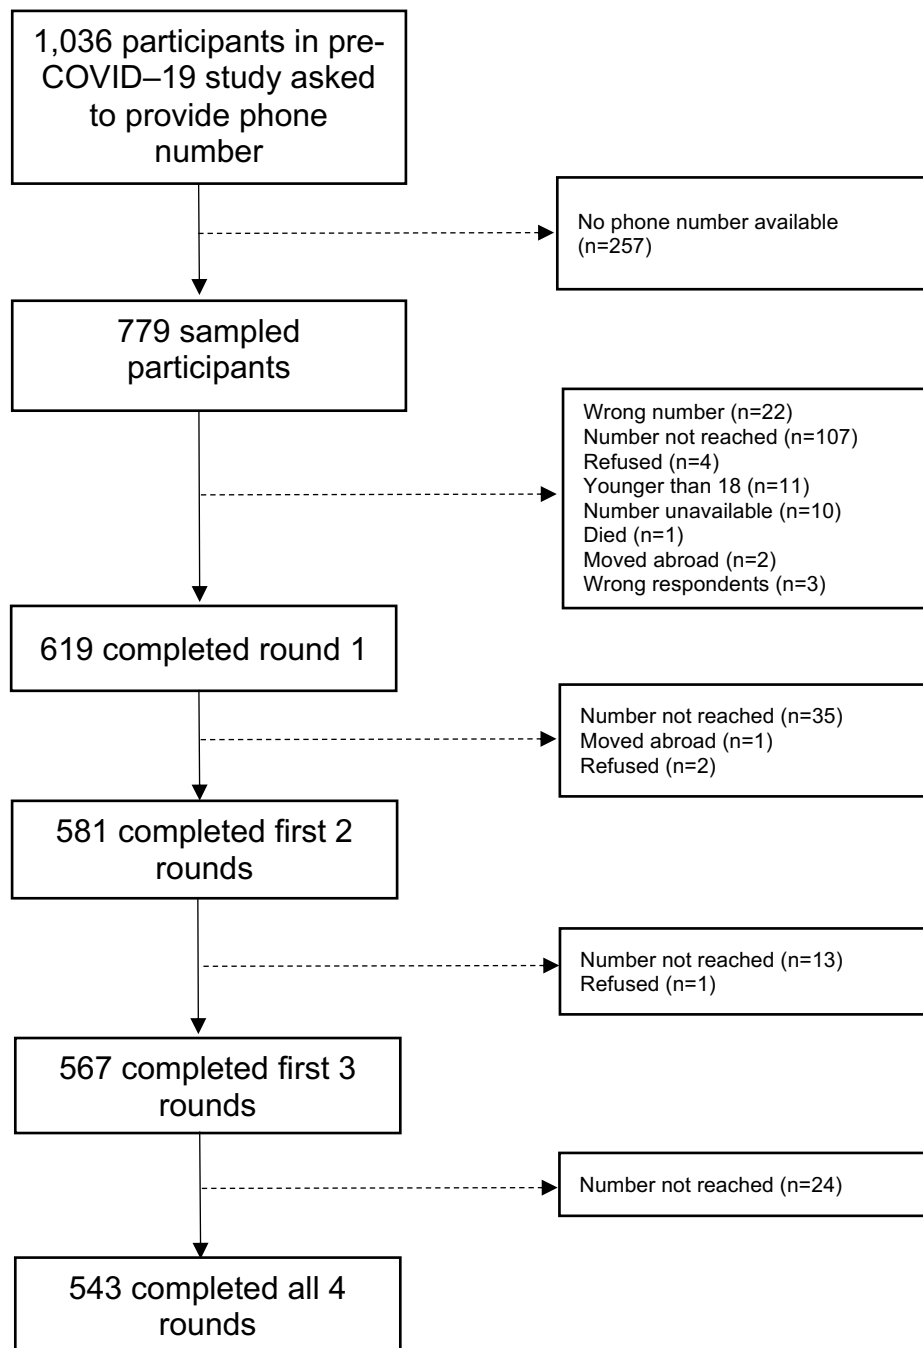 1,036 participants in pre-
COVID–19 study asked
to provide phone
number
No phone number available
(n=257)
779 sampled
participants
Wrong number (n=22)
Number not reached (n=107)
Refused (n=4)
Younger than 18 (n=11)
Number unavailable (n=10)
Died (n=1)
Moved abroad (n=2)
Wrong respondents (n=3)
619 completed round 1
Number not reached (n=35)
Moved abroad (n=1)
Refused (n=2)
581 completed first 2
rounds
Number not reached (n=13)
Refused (n=1)
567 completed first 3
rounds
Number not reached (n=24)
543 completed all 4
rounds